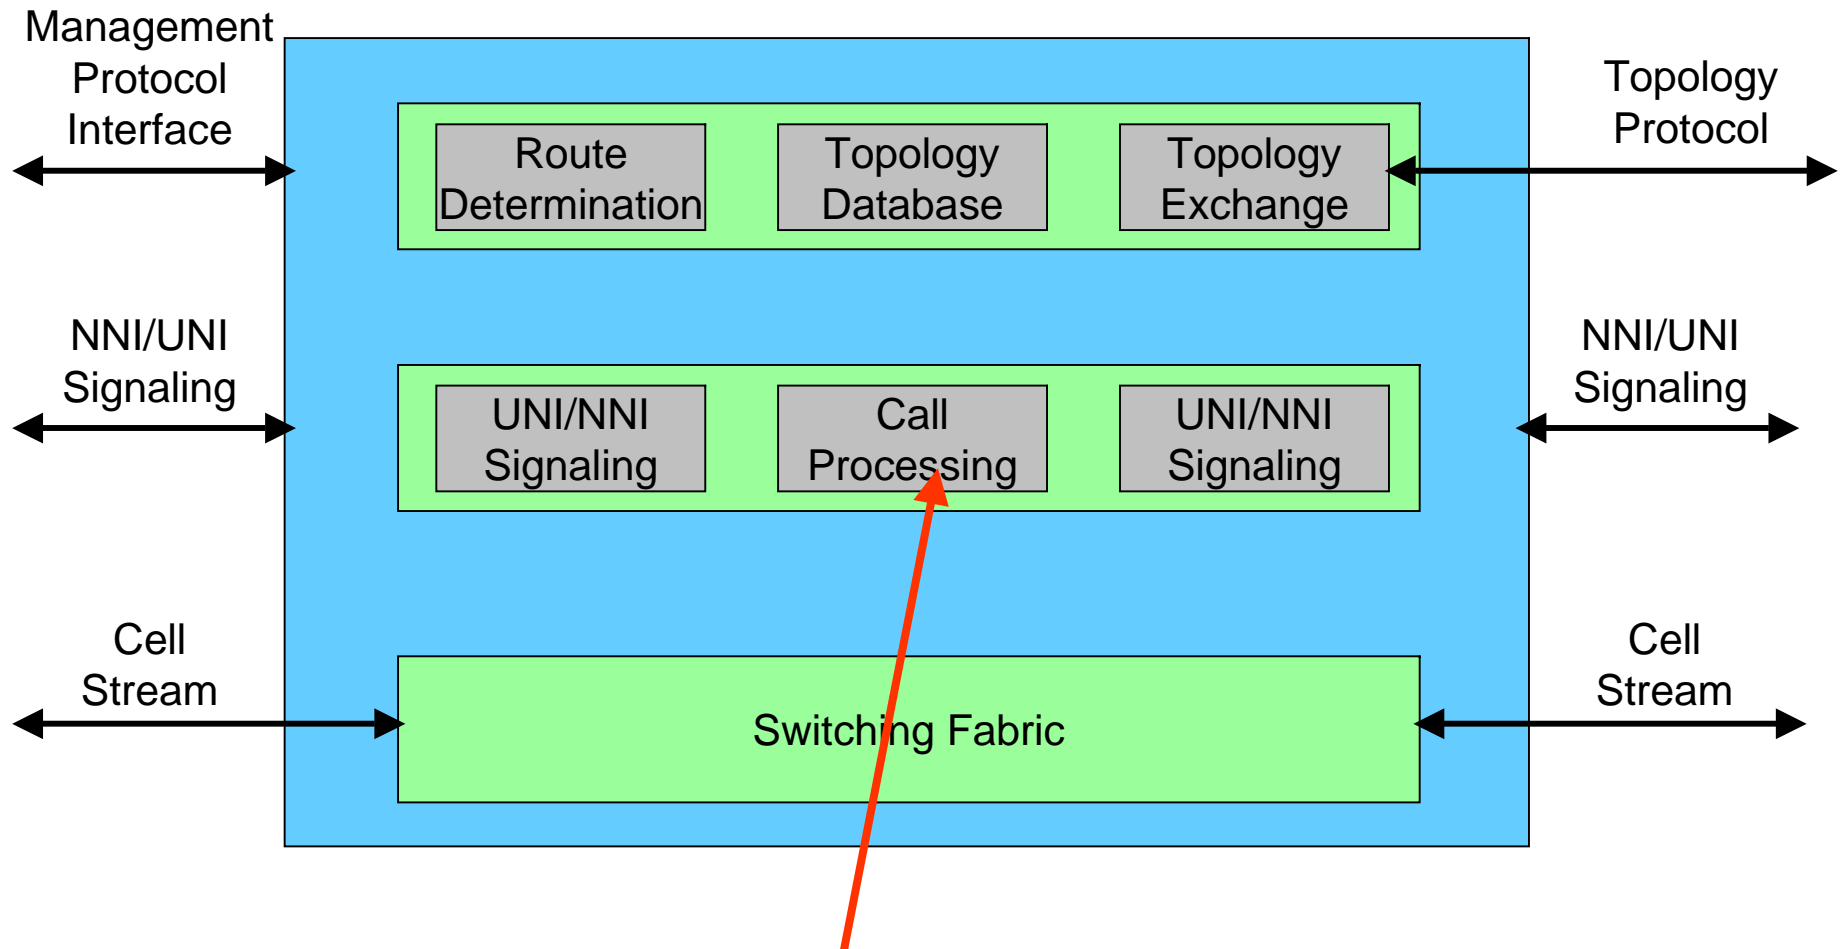 Management
Protocol
Interface
Topology
Protocol
Route
Determination
Topology
Database
Topology
Exchange
NNI/UNI
Signaling
NNI/UNI
Signaling
UNI/NNI
Signaling
Call
Processing
UNI/NNI
Signaling
Cell
Stream
Cell
Stream
Switching Fabric